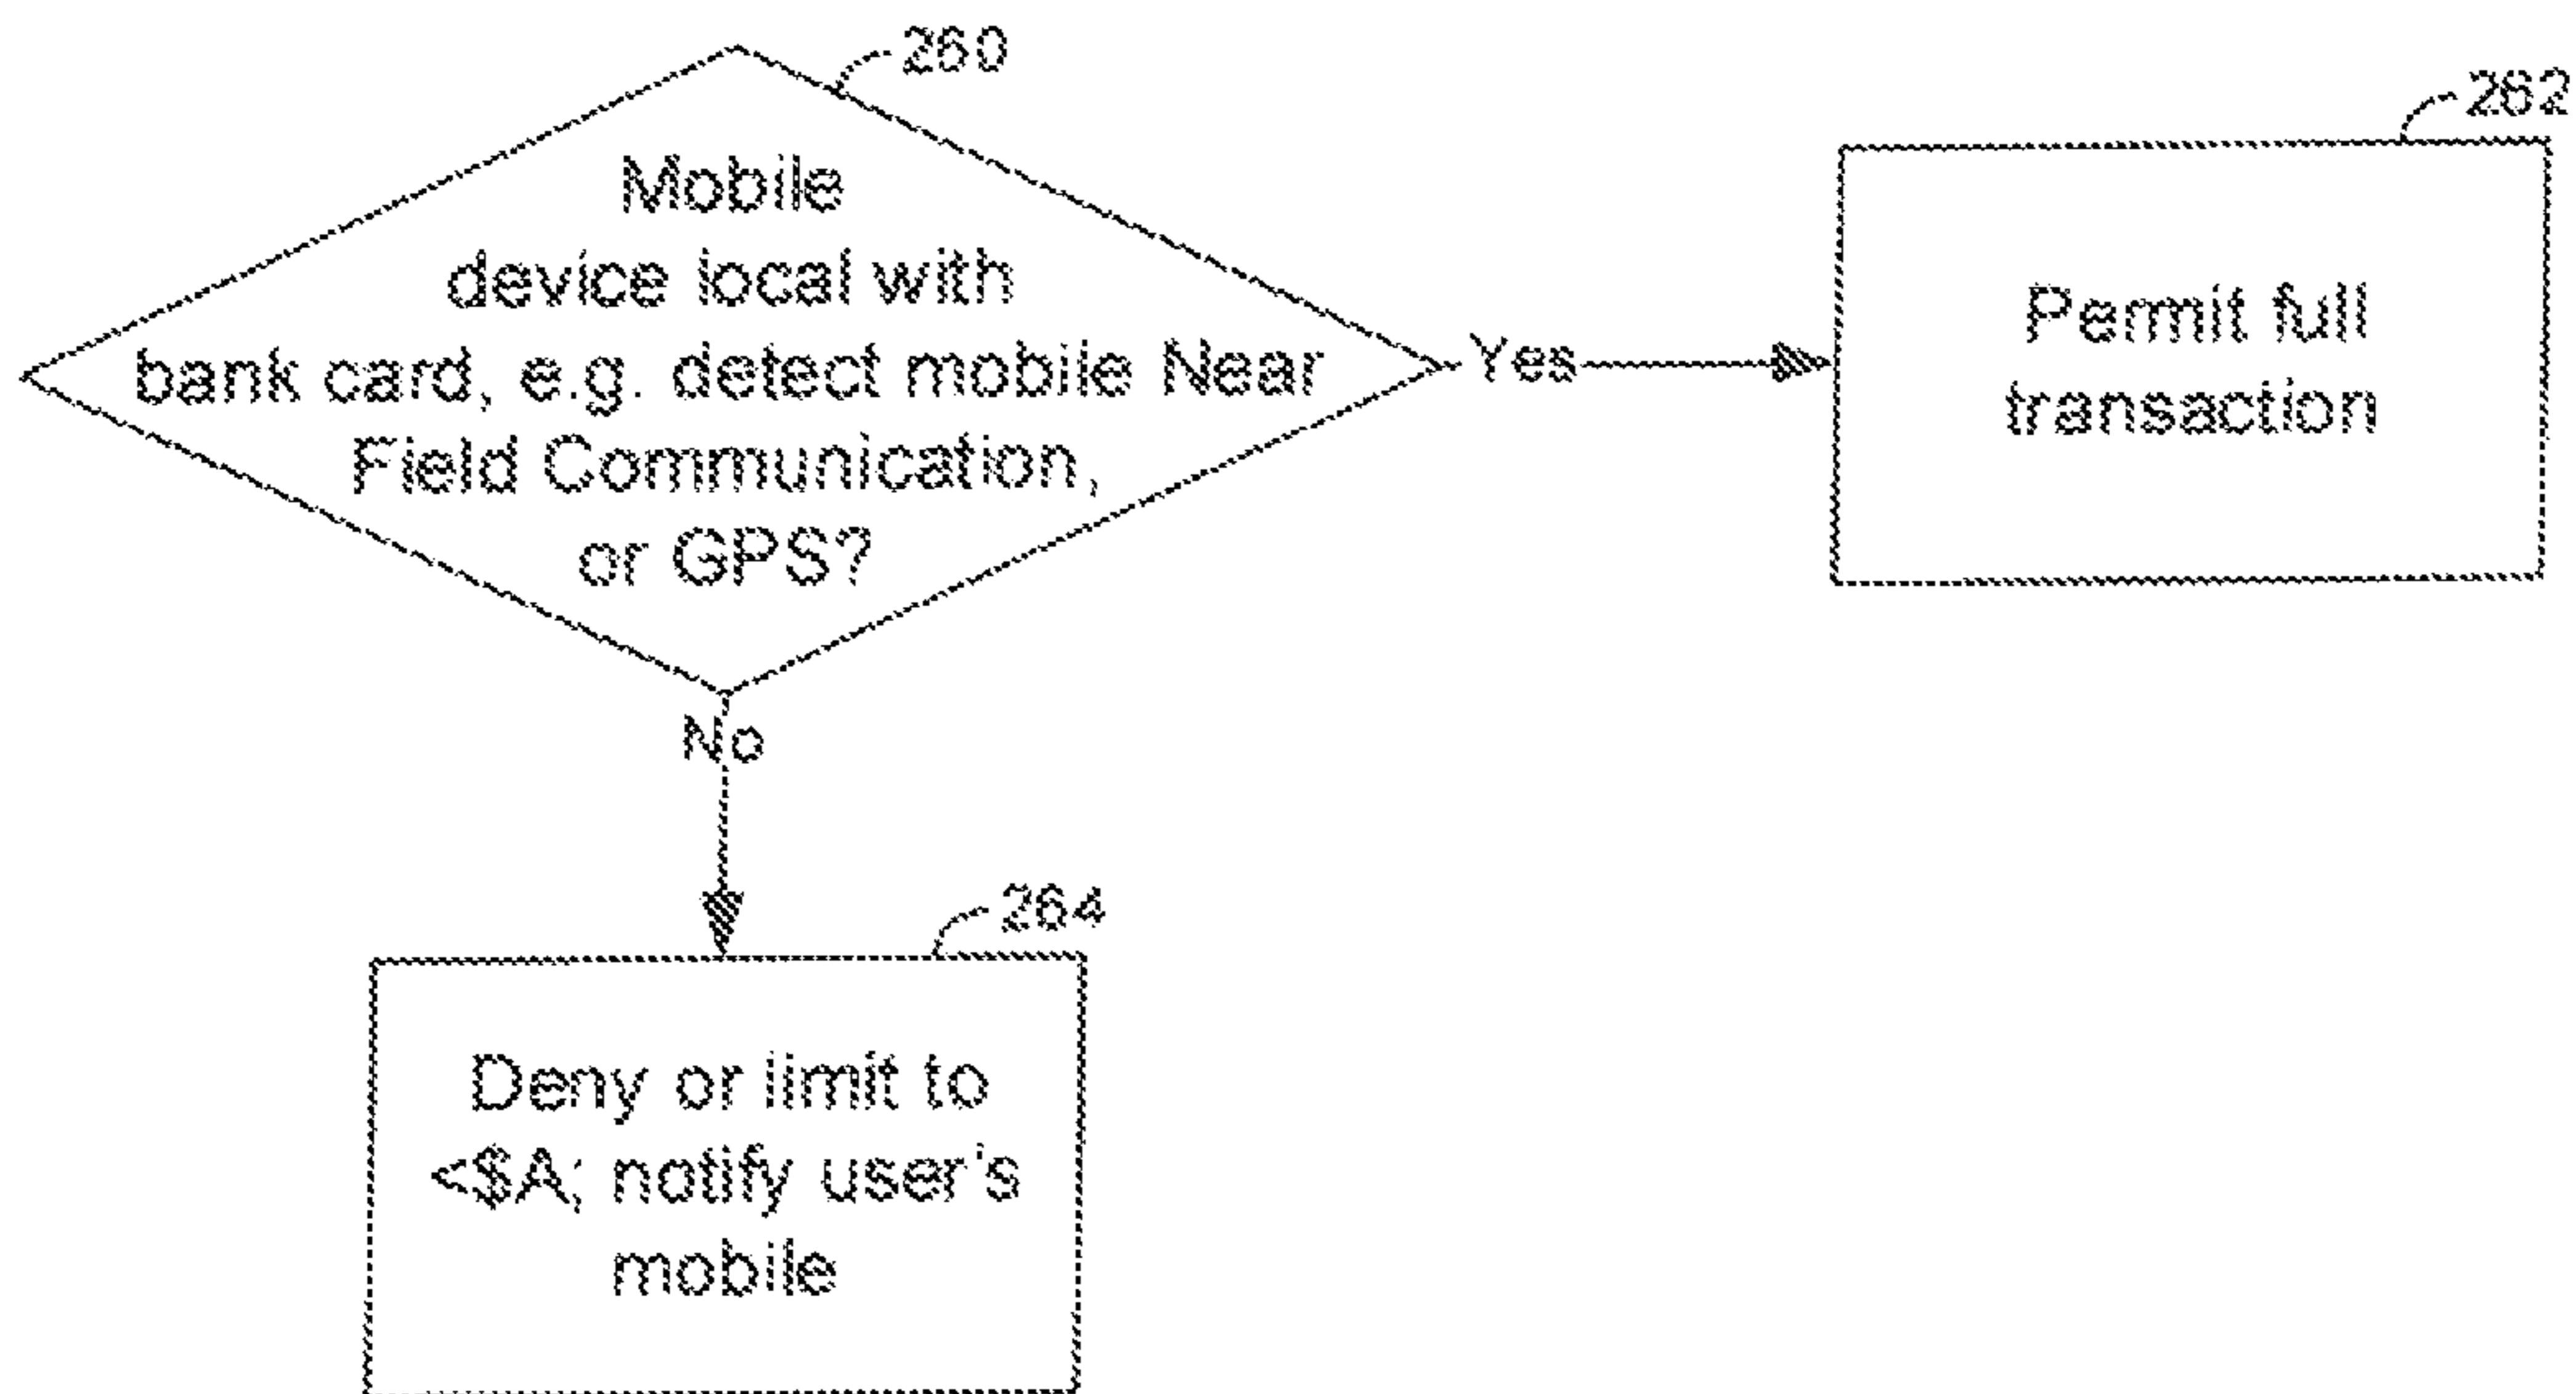 260
Mobile
device local with
bank card, e.g. detect mobile Near
Field Communication,
or GPS?
Yes
262
Permit full
transaction
No
264
Deny or limit to
<$A; notify user's
mobile